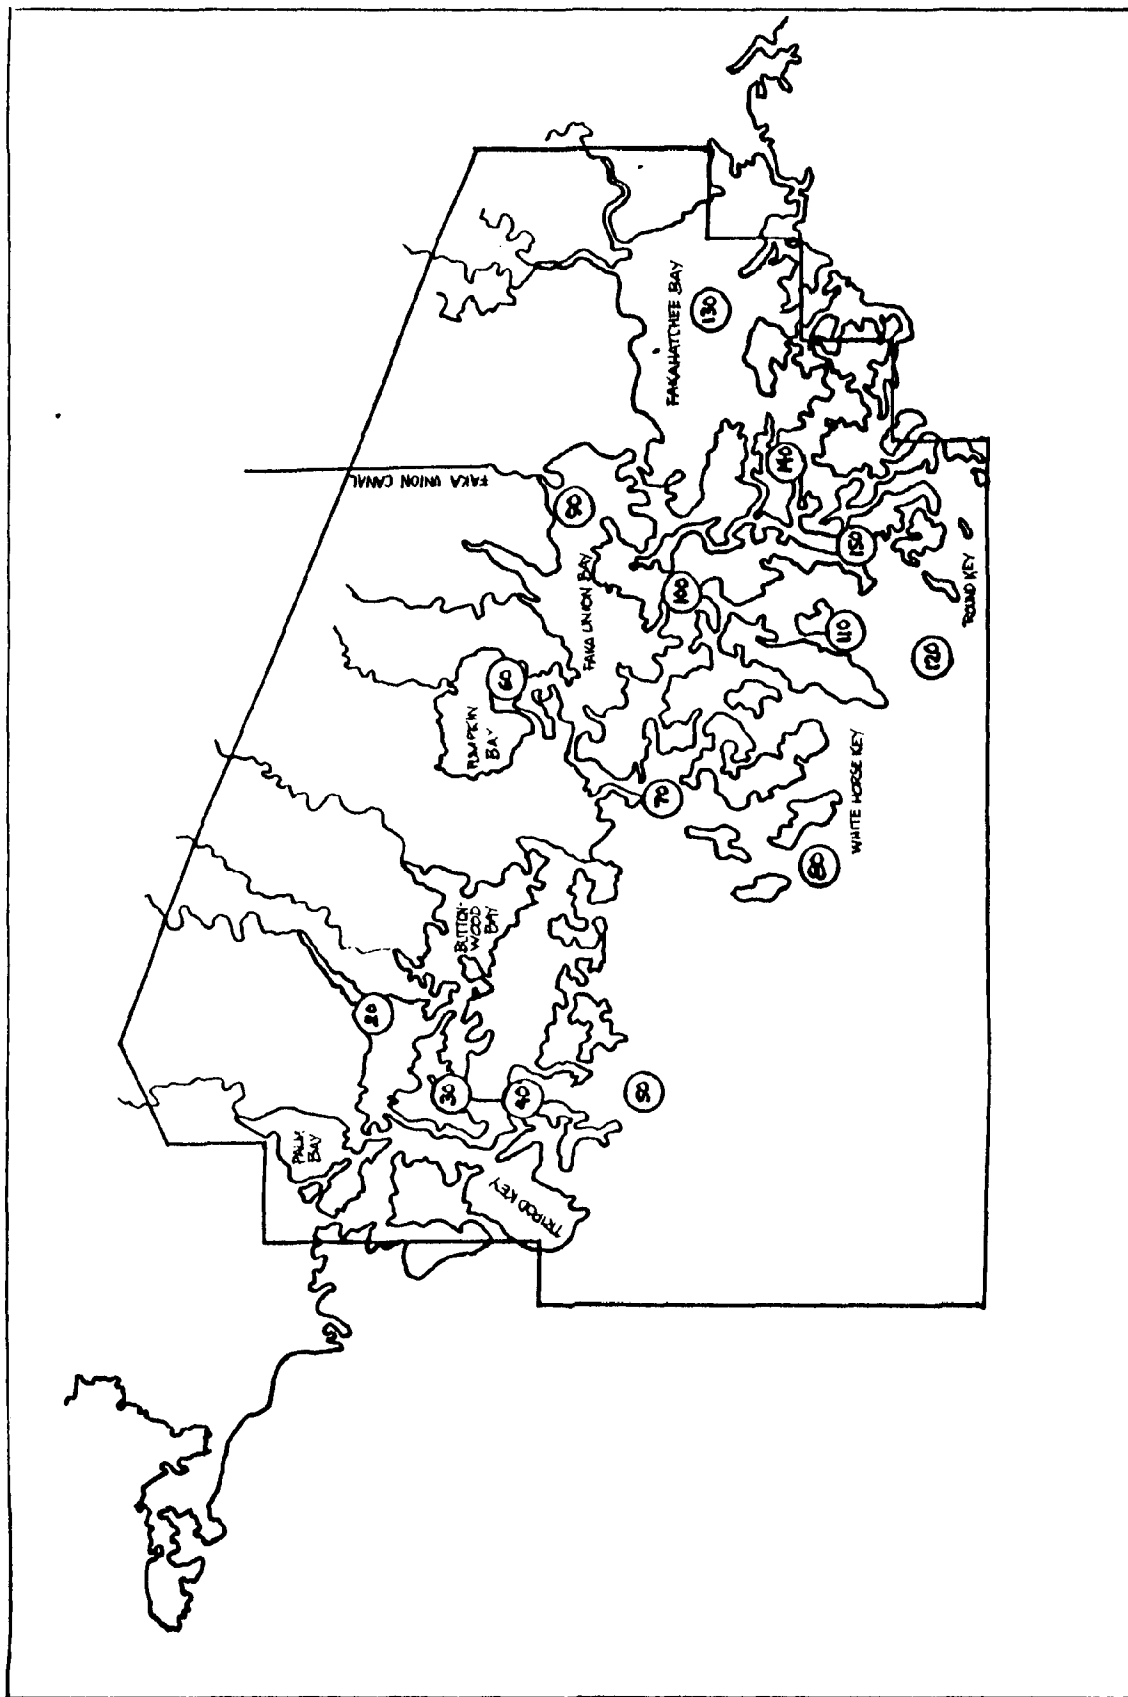 PALM
BAY
TRIPOD KEY
20
30
40
50
BUTTON-
WOOD
BAY
PUMPKIN
BAY
60
70
80
WHITE HORSE KEY
FAKA UNION CANAL
90
FAKA UNION BAY
100
110
120
ROUND KEY
FAKAHATCHEE BAY
130
140
150